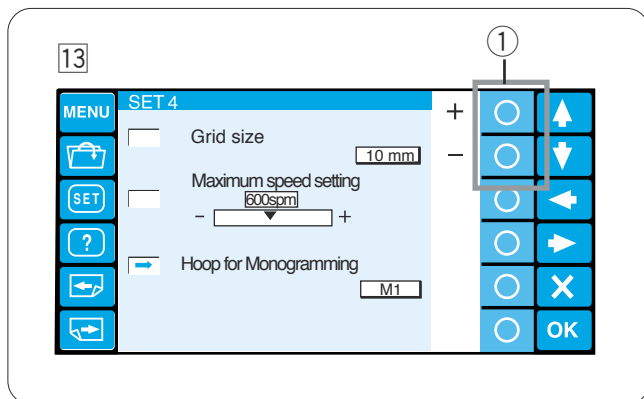 13
①
MENU
SET 4
+
Grid size
10 mm
−
SET
Maximum speed setting
600spm
- +
?
Hoop for Monogramming
M1
OK